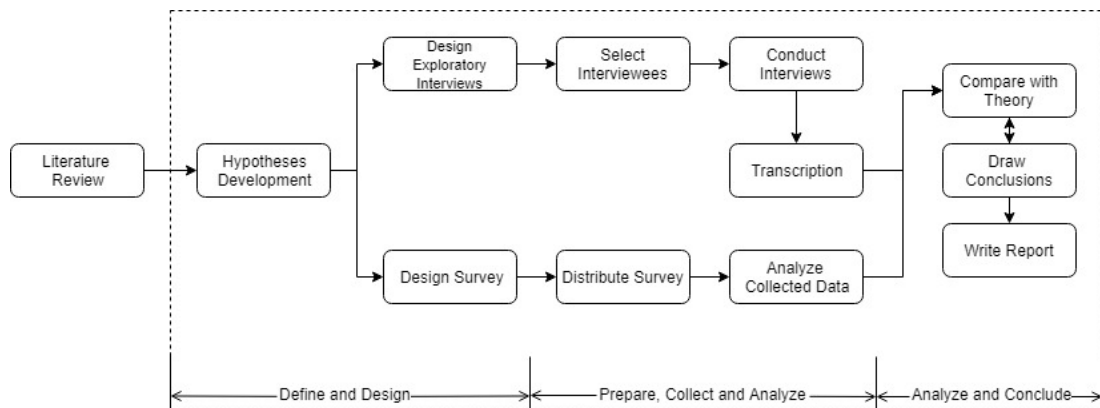 Literature
Review
Hypotheses
Development
Design
Exploratory
Interviews
Select
Interviewees
Conduct
Interviews
Transcription
Design Survey
Distribute Survey
Analyze
Collected Data
Compare with
Theory
Draw
Conclusions
Write Report
Define and Design
Prepare, Collect and Analyze
Analyze and Conclude